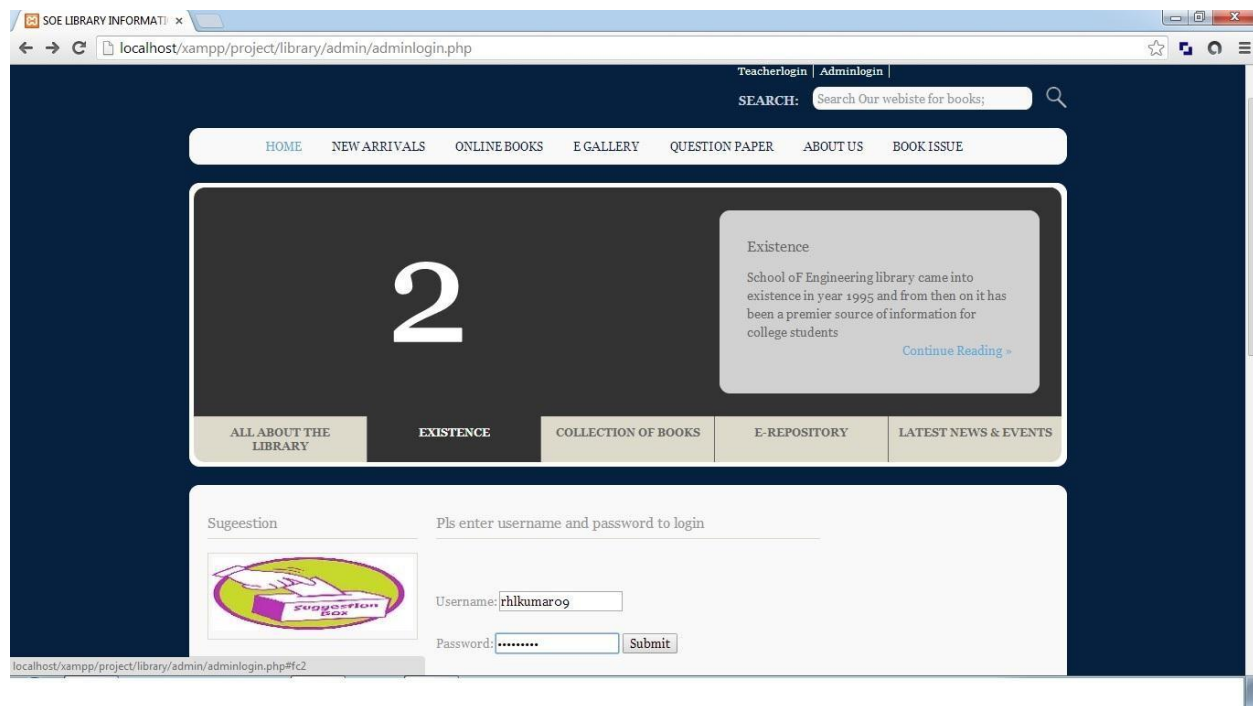 SOE LIBRARY INFORMATI
localhost/xampp/project/library/admin/adminlogin.php
Teacherlogin | Adminlogin |
SEARCH: Search Our webiste for books;
HOME NEW ARRIVALS ONLINE BOOKS E GALLERY QUESTION PAPER ABOUT US BOOK ISSUE
2
Existence
School oF Engineering library came into
existence in year 1995 and from then on it has
been a premier source of information for
college students
Continue Reading »
ALL ABOUT THE
LIBRARY
EXISTENCE
COLLECTION OF BOOKS
E-REPOSITORY
LATEST NEWS & EVENTS
Sugeestion
Suggestion
Box
Pls enter username and password to login
Username: rhlkumar09
Password: •••••••••
Submit
localhost/xampp/project/library/admin/adminlogin.php#fc2